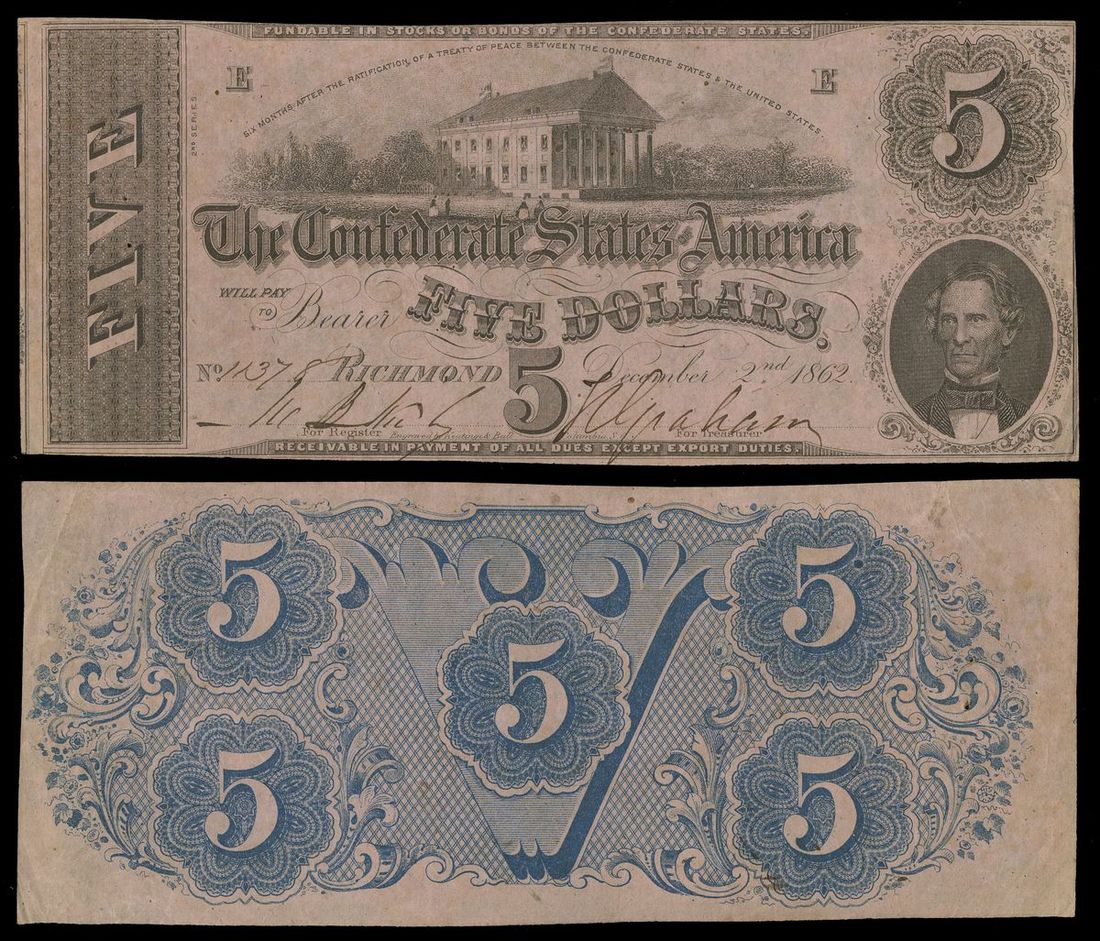 FUNDABLE IN STOCKS OR BONDS OF THE CONFEDERATE STATES.
SIX MONTHS AFTER THE RATIFICATION OF A TREATY OF PEACE BETWEEN THE CONFEDERATE STATES & THE UNITED STATES.
E E
2ND SERIES
5
FIVE
The Confederate States of America
WILL PAY TO Bearer FIVE DOLLARS.
No. 11378 RICHMOND 5 December 2nd 1862.
Graham
For Register For Treasurer
RECEIVABLE IN PAYMENT OF ALL DUES EXCEPT EXPORT DUTIES.
5 5
5
5 5